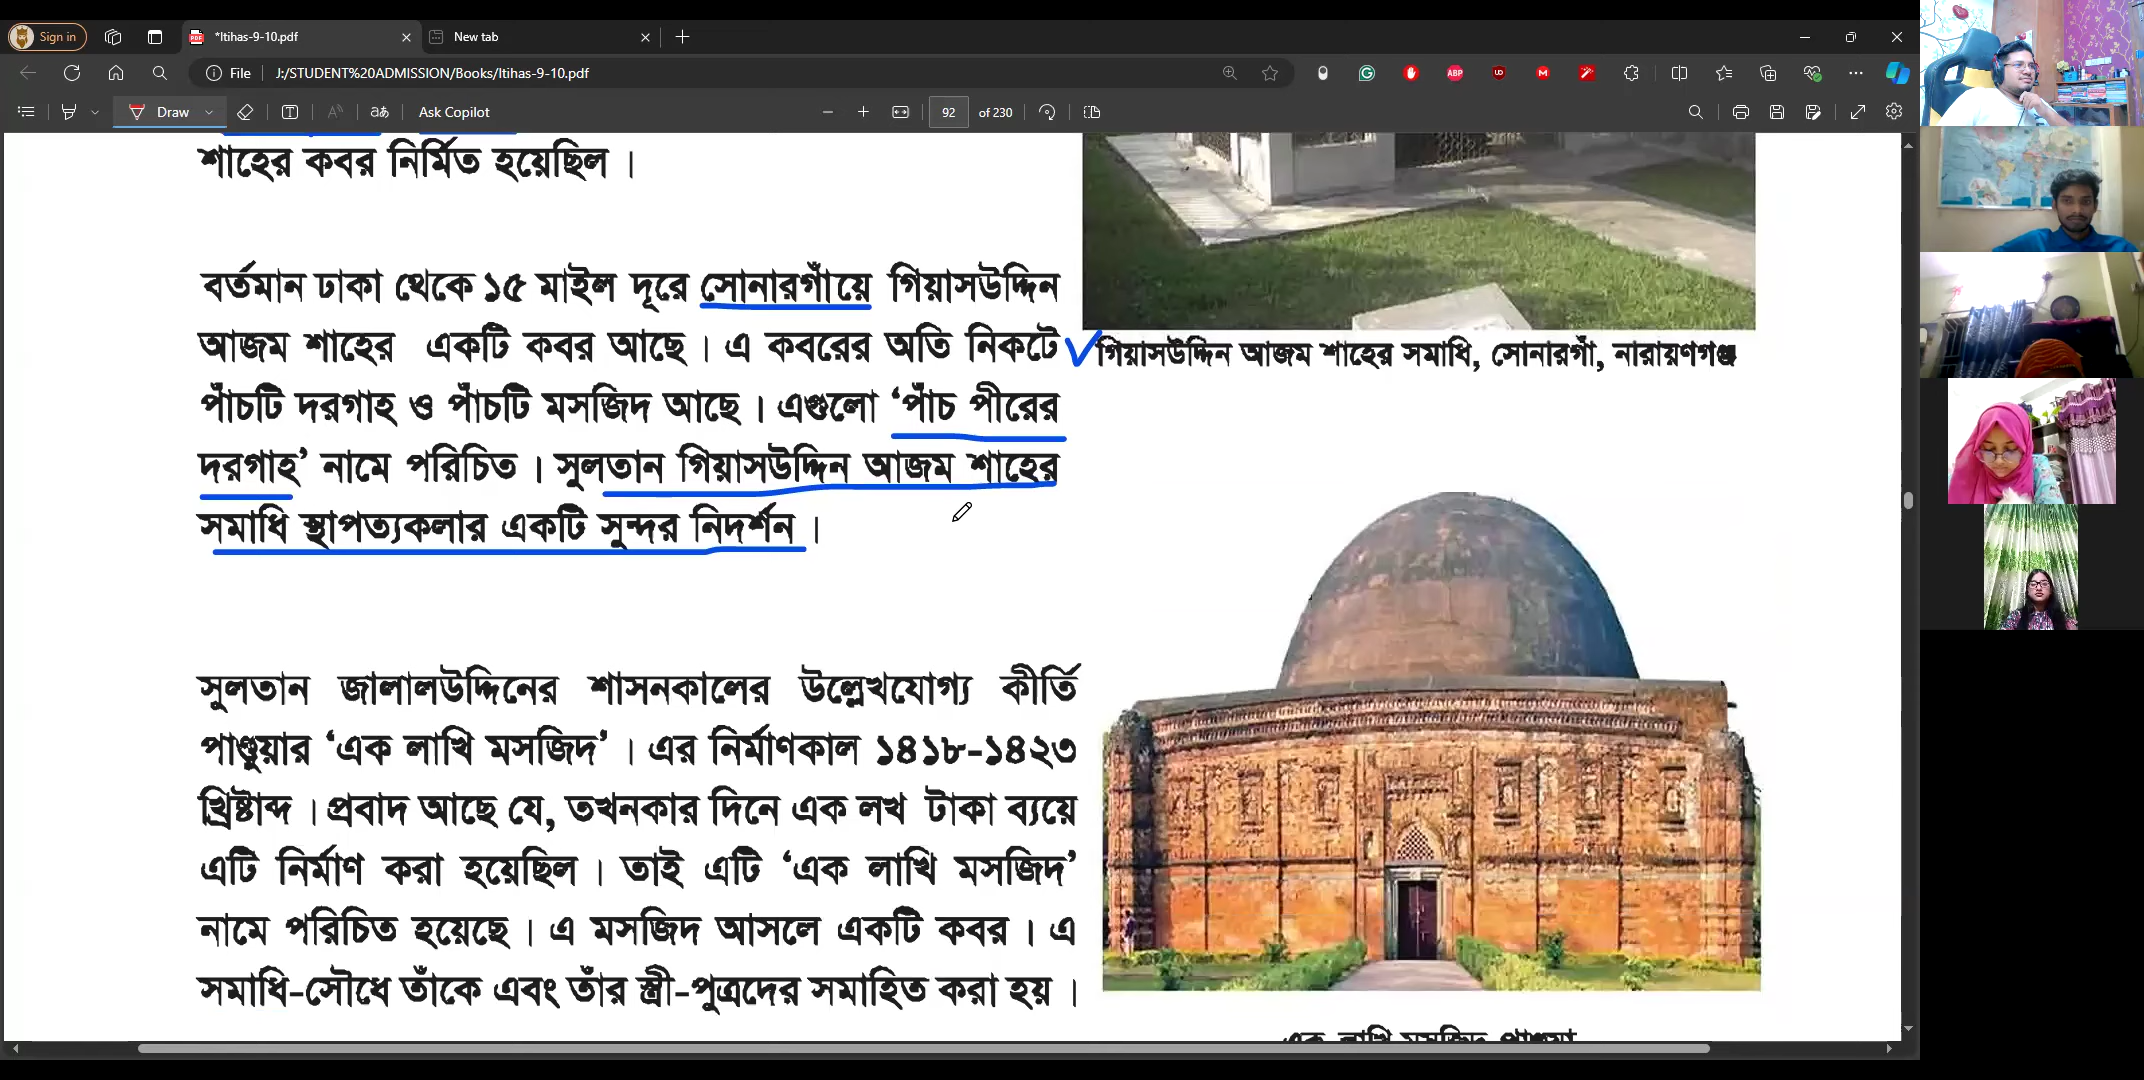 Sign in
*Itihas-9-10.pdf
New tab
File
J:/STUDENT%20ADMISSION/Books/Itihas-9-10.pdf
ABP
Draw
aあ
Ask Copilot
92 of 230
শাহের কবর নির্মিত হয়েছিল ।
বর্তমান ঢাকা থেকে ১৫ মাইল দূরে সোনারগাঁয়ে গিয়াসউদ্দিন
আজম শাহের একটি কবর আছে। এ কবরের অতি নিকটে
পাঁচটি দরগাহ ও পাঁচটি মসজিদ আছে । এগুলো ‘পাঁচ পীরের
দরগাহ’ নামে পরিচিত । সুলতান গিয়াসউদ্দিন আজম শাহের
সমাধি স্থাপত্যকলার একটি সুন্দর নিদর্শন ।
গিয়াসউদ্দিন আজম শাহের সমাধি, সোনারগাঁ, নারায়ণগঞ্জ
সুলতান জালালউদ্দিনের শাসনকালের উল্লেখযোগ্য কীর্তি
পাণ্ডুয়ার ‘এক লাখি মসজিদ’ । এর নির্মাণকাল ১৪১৮-১৪২৩
খ্রিষ্টাব্দ । প্রবাদ আছে যে, তখনকার দিনে এক লখ টাকা ব্যয়ে
এটি নির্মাণ করা হয়েছিল । তাই এটি ‘এক লাখি মসজিদ’
নামে পরিচিত হয়েছে । এ মসজিদ আসলে একটি কবর । এ
সমাধি-সৌধে তাঁকে এবং তাঁর স্ত্রী-পুত্রদের সমাহিত করা হয় ।
এক লাখি মসজিদ, পাণ্ডুয়া